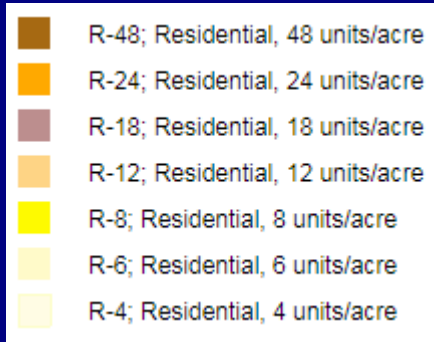 R-48; Residential, 48 units/acre
R-24; Residential, 24 units/acre
R-18; Residential, 18 units/acre
R-12; Residential, 12 units/acre
R-8; Residential, 8 units/acre
R-6; Residential, 6 units/acre
R-4; Residential, 4 units/acre